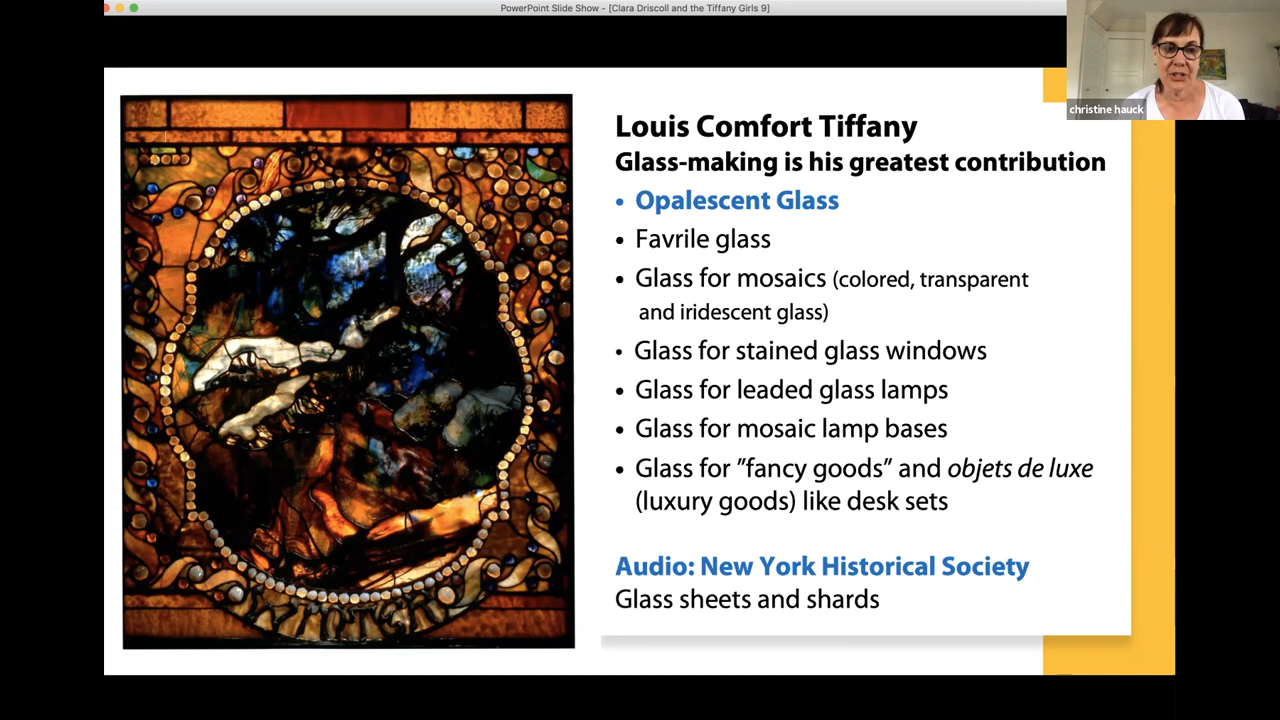 PowerPoint Slide Show - [Clara Driscoll and the Tiffany Girls 9]
christine hauck
Louis Comfort Tiffany
Glass-making is his greatest contribution
• Opalescent Glass
• Favrile glass
• Glass for mosaics (colored, transparent
and iridescent glass)
• Glass for stained glass windows
• Glass for leaded glass lamps
• Glass for mosaic lamp bases
• Glass for ”fancy goods” and objets de luxe
(luxury goods) like desk sets
Audio: New York Historical Society
Glass sheets and shards